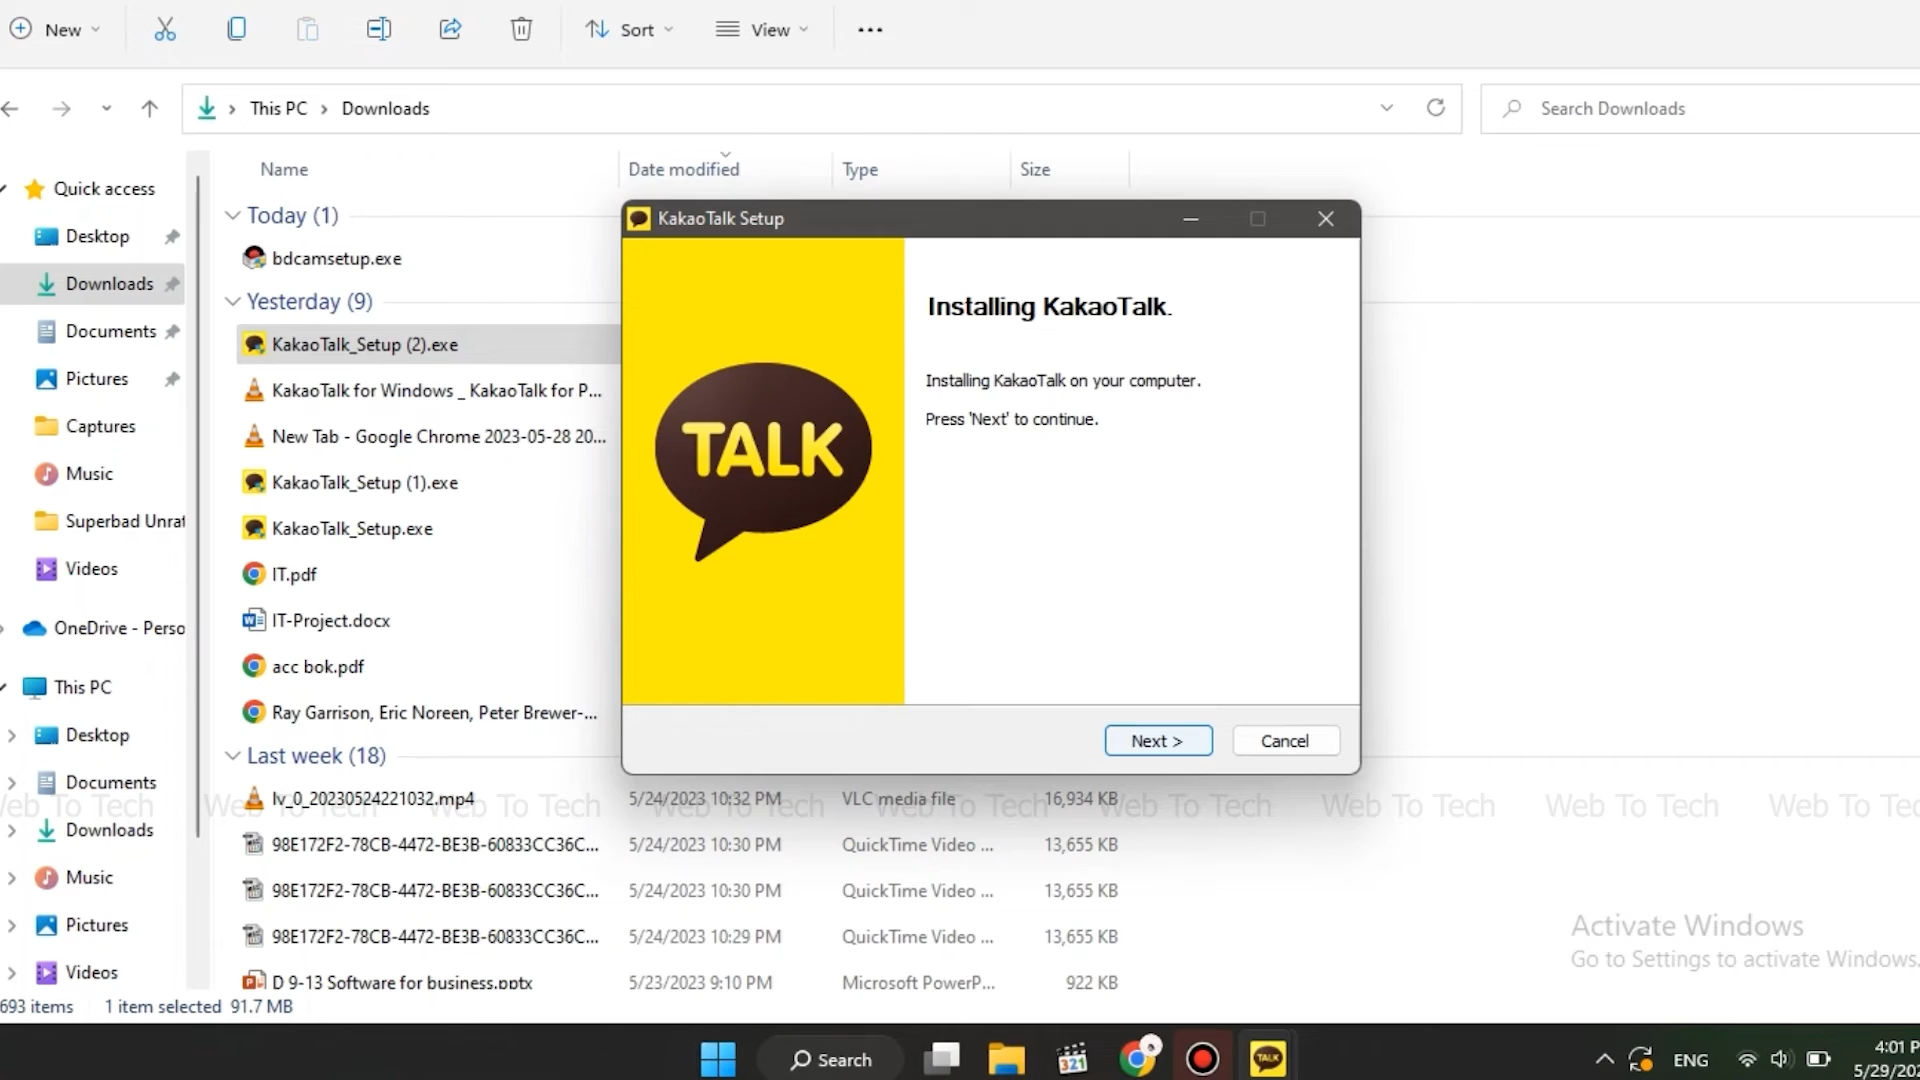 New
Sort
View
This PC
Downloads
Search Downloads
Name
Date modified
Type
Size
Quick access
Desktop
Downloads
Documents
Pictures
Captures
Music
Superbad Unrat
Videos
OneDrive - Perso
This PC
Desktop
Documents
Downloads
Music
Pictures
Videos
Today (1)
bdcamsetup.exe
Yesterday (9)
KakaoTalk_Setup (2).exe
KakaoTalk for Windows _ KakaoTalk for P...
New Tab - Google Chrome 2023-05-28 20...
KakaoTalk_Setup (1).exe
KakaoTalk_Setup.exe
IT.pdf
IT-Project.docx
acc bok.pdf
Ray Garrison, Eric Noreen, Peter Brewer-...
Last week (18)
lv_0_20230524221032.mp4 5/24/2023 10:32 PM VLC media file 16,934 KB
98E172F2-78CB-4472-BE3B-60833CC36C... 5/24/2023 10:30 PM QuickTime Video ... 13,655 KB
98E172F2-78CB-4472-BE3B-60833CC36C... 5/24/2023 10:30 PM QuickTime Video ... 13,655 KB
98E172F2-78CB-4472-BE3B-60833CC36C... 5/24/2023 10:29 PM QuickTime Video ... 13,655 KB
D 9-13 Software for business.pptx 5/23/2023 9:10 PM Microsoft PowerP... 922 KB
KakaoTalk Setup
TALK
Installing KakaoTalk.
Installing KakaoTalk on your computer.
Press 'Next' to continue.
Next >
Cancel
Web To Tech Web To Tech Web To Tech Web To Tech Web To Tech Web To Tech Web To Tech Web To Tec
Activate Windows
Go to Settings to activate Windows.
693 items 1 item selected 91.7 MB
Search
321
TALK
ENG
4:01 P
5/29/202